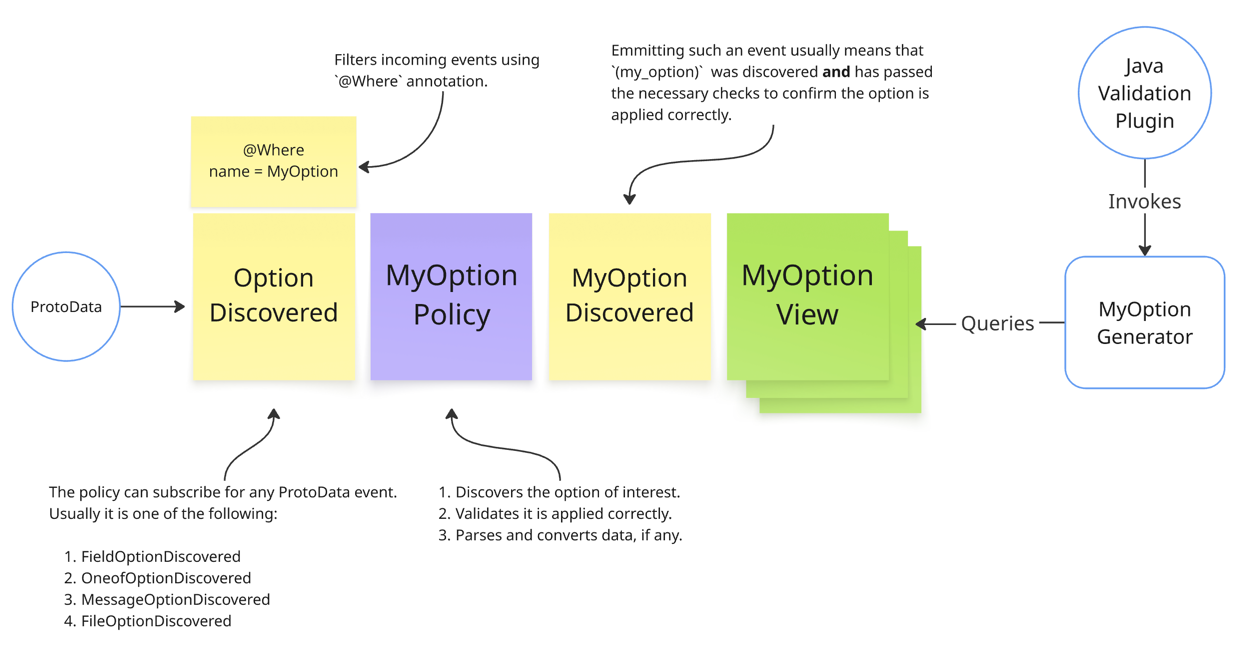 Filters incoming events using
`@Where` annotation.
Emmitting such an event usually means that
`(my_option)` was discovered and has passed
the necessary checks to confirm the option is
applied correctly.
Java
Validation
Plugin
@Where
name = MyOption
Invokes
ProtoData
Option
Discovered
MyOption
Policy
MyOption
Discovered
MyOption
View
Queries
MyOption
Generator
The policy can subscribe for any ProtoData event.
Usually it is one of the following:
1. FieldOptionDiscovered
2. OneofOptionDiscovered
3. MessageOptionDiscovered
4. FileOptionDiscovered
1. Discovers the option of interest.
2. Validates it is applied correctly.
3. Parses and converts data, if any.